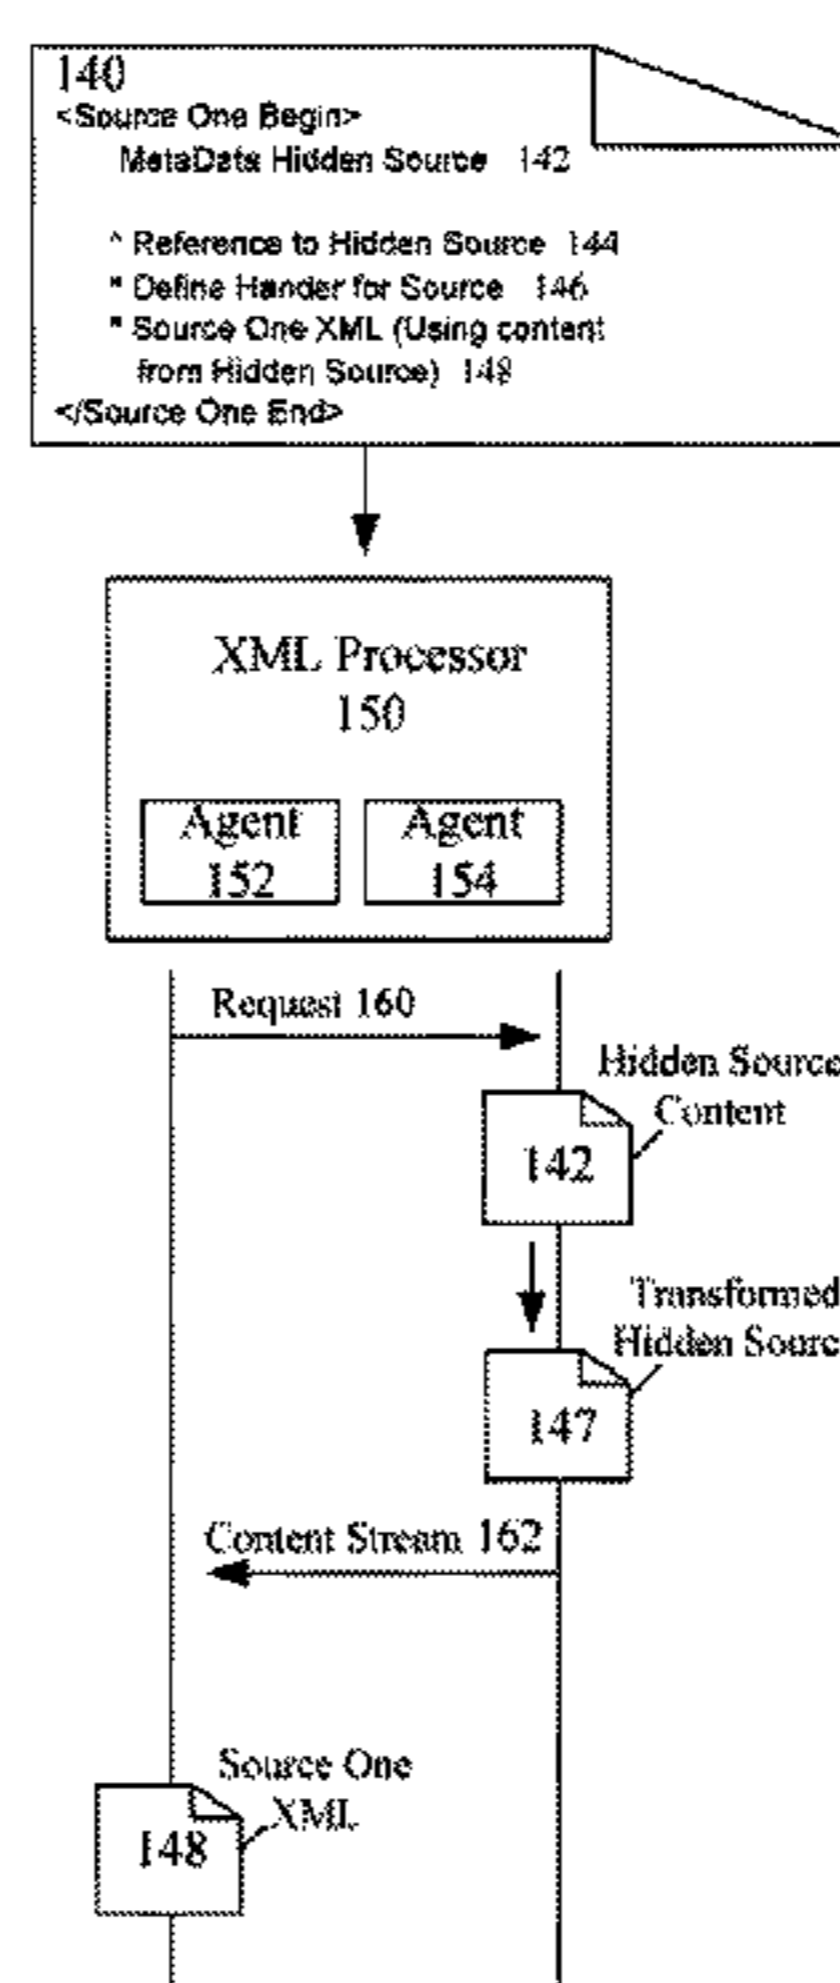 140
<Source One Begin>
MetaData Hidden Source 142
^ Reference to Hidden Source 144
* Define Hander for Source 146
* Source One XML (Using content
from Hidden Source) 148
</Source One End>
XML Processor
150
Agent
152
Agent
154
Request 160
Hidden Source
Content
142
Transformed
Hidden Sourc
147
Content Stream 162
Source One
XML
148